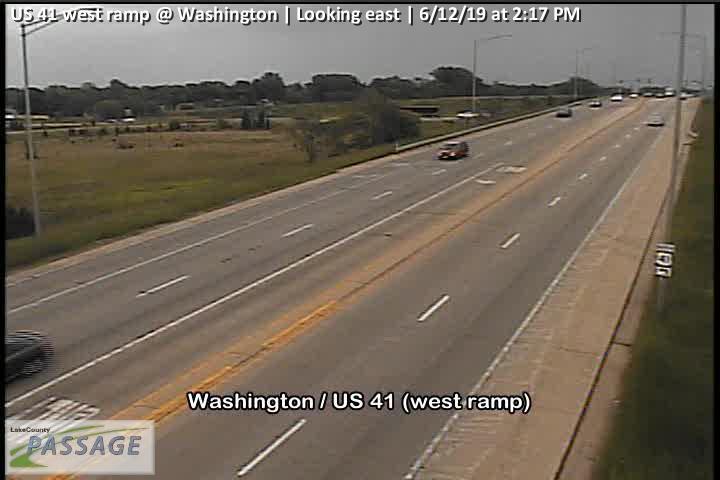 US 41 west ramp @ Washington | Looking east | 6/12/19 at 2:17 PM
Washington / US 41 (west ramp)
LakeCounty
PASSAGE